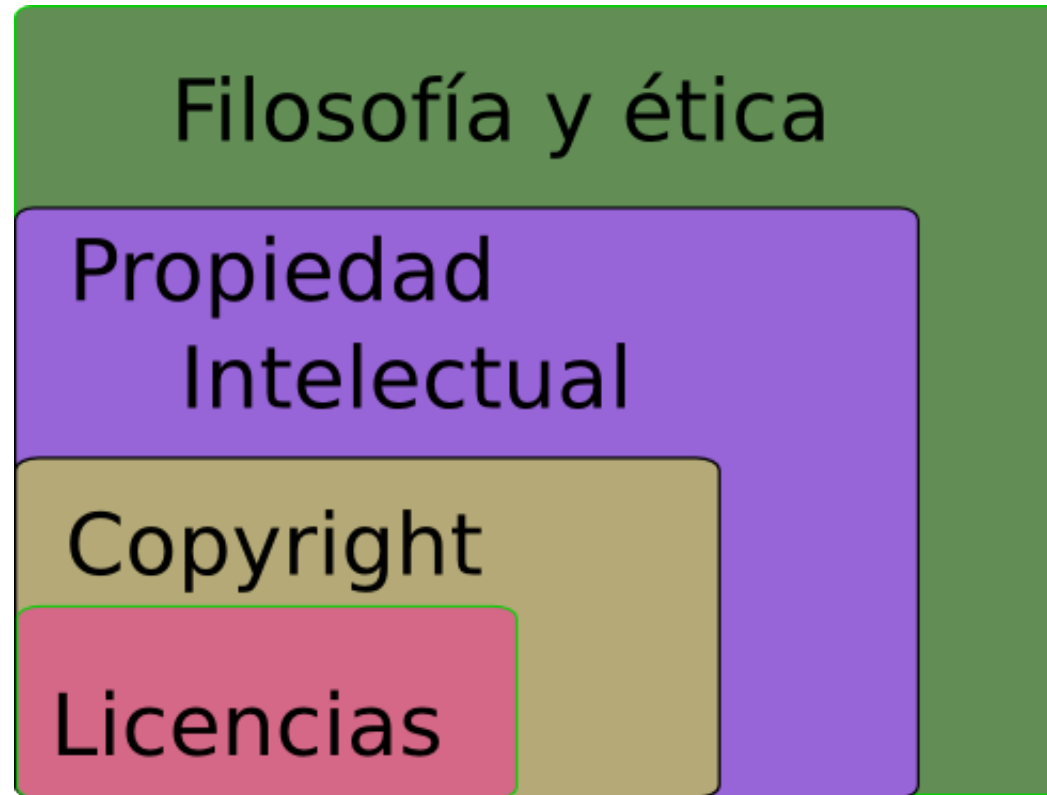 Filosofía y ética
Propiedad
Intelectual
Copyright
Licencias